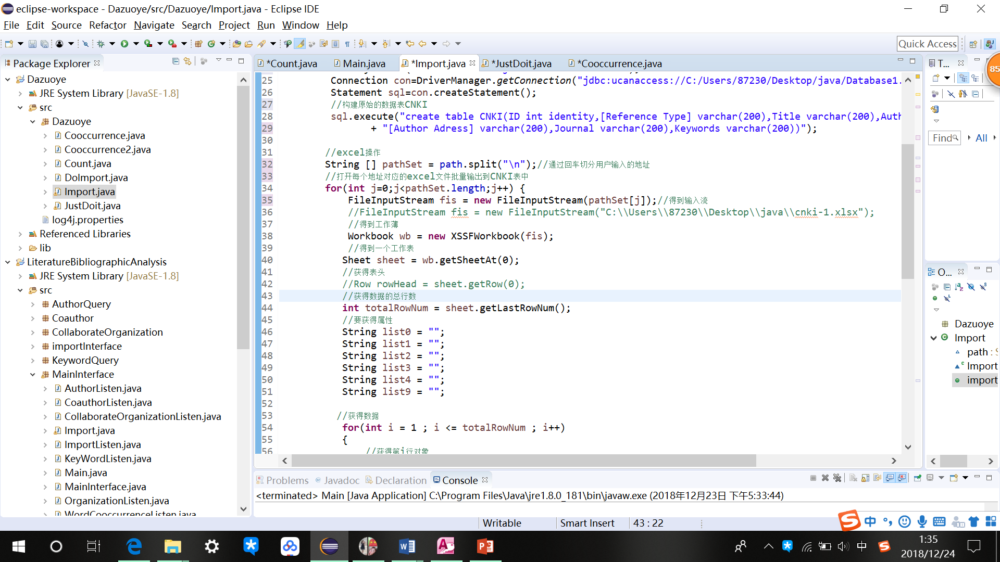 eclipse-workspace - Dazuoye/src/Dazuoye/Import.java - Eclipse IDE
File Edit Source Refactor Navigate Search Project Run Window Help
Quick Access
Package Explorer
Dazuoye
JRE System Library [JavaSE-1.8]
src
Dazuoye
Cooccurrence.java
Cooccurrence2.java
Count.java
DoImport.java
Import.java
JustDoit.java
log4j.properties
Referenced Libraries
lib
LiteratureBibliographicAnalysis
JRE System Library [JavaSE-1.8]
src
AuthorQuery
Coauthor
CollaborateOrganization
importInterface
KeywordQuery
MainInterface
AuthorListen.java
CoauthorListen.java
CollaborateOrganizationListen.java
Import.java
ImportListen.java
KeyWordListen.java
Main.java
MainInterface.java
OrganizationListen.java
WordCooccurrenceListen.java
*Count.java Main.java *Import.java *JustDoit.java *Cooccurrence.java
25 Connection con=DriverManager.getConnection("jdbc:ucanaccess://C:/Users/87230/Desktop/java/Database1.
26 Statement sql=con.createStatement();
27 //构建原始的数据表CNKI
28 sql.execute("create table CNKI(ID int identity,[Reference Type] varchar(200),Title varchar(200),Auth
29 + "[Author Adress] varchar(200),Journal varchar(200),Keywords varchar(200))");
30
31 //excel操作
32 String [] pathSet = path.split("\n");//通过回车切分用户输入的地址
33 //打开每个地址对应的excel文件批量输出到CNKI表中
34 for(int j=0;j<pathSet.length;j++) {
35 FileInputStream fis = new FileInputStream(pathSet[j]);//得到输入流
36 //FileInputStream fis = new FileInputStream("C:\\Users\\87230\\Desktop\\java\\cnki-1.xlsx");
37 //得到工作薄
38 Workbook wb = new XSSFWorkbook(fis);
39 //得到一个工作表
40 Sheet sheet = wb.getSheetAt(0);
41 //获得表头
42 //Row rowHead = sheet.getRow(0);
43 //获得数据的总行数
44 int totalRowNum = sheet.getLastRowNum();
45 //要获得属性
46 String list0 = "";
47 String list1 = "";
48 String list2 = "";
49 String list3 = "";
50 String list4 = "";
51 String list9 = "";
52
53 //获得数据
54 for(int i = 1 ; i <= totalRowNum ; i++)
55 {
56 //获得第i行对象
T...
Find All
O...
Dazuoye
Import
path : S
Import
import
85
Problems Javadoc Declaration Console
<terminated> Main [Java Application] C:\Program Files\Java\jre1.8.0_181\bin\javaw.exe (2018年12月23日 下午5:33:44)
Writable Smart Insert 43 : 22
中
中
1:35
2018/12/24